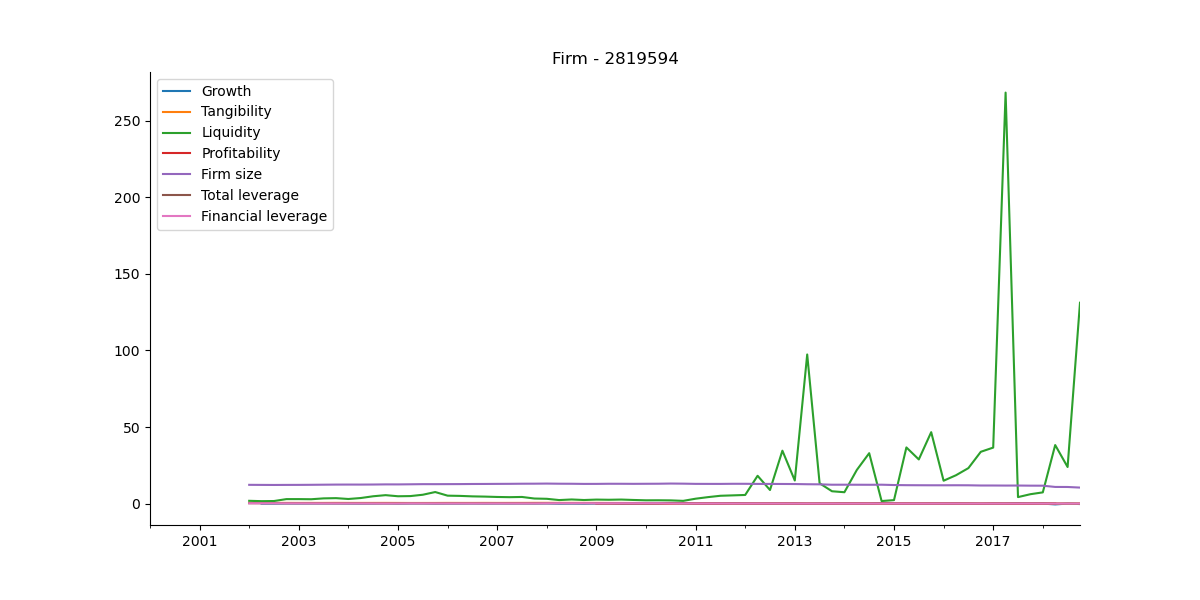 Firm - 2819594
Growth
Tangibility
Liquidity
Profitability
Firm size
Total leverage
Financial leverage
250
200
150
100
50
0
2001 2003 2005 2007 2009 2011 2013 2015 2017